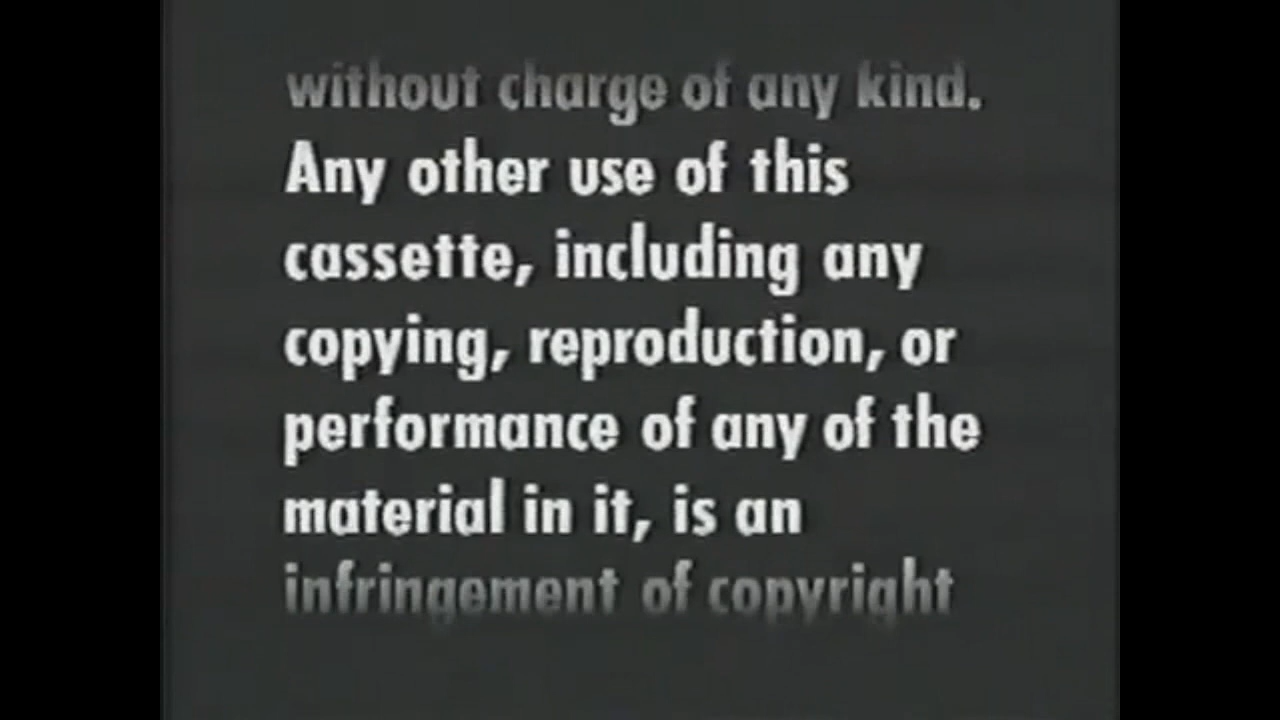 without charge of any kind.
Any other use of this
cassette, including any
copying, reproduction, or
performance of any of the
material in it, is an
infringement of copyright